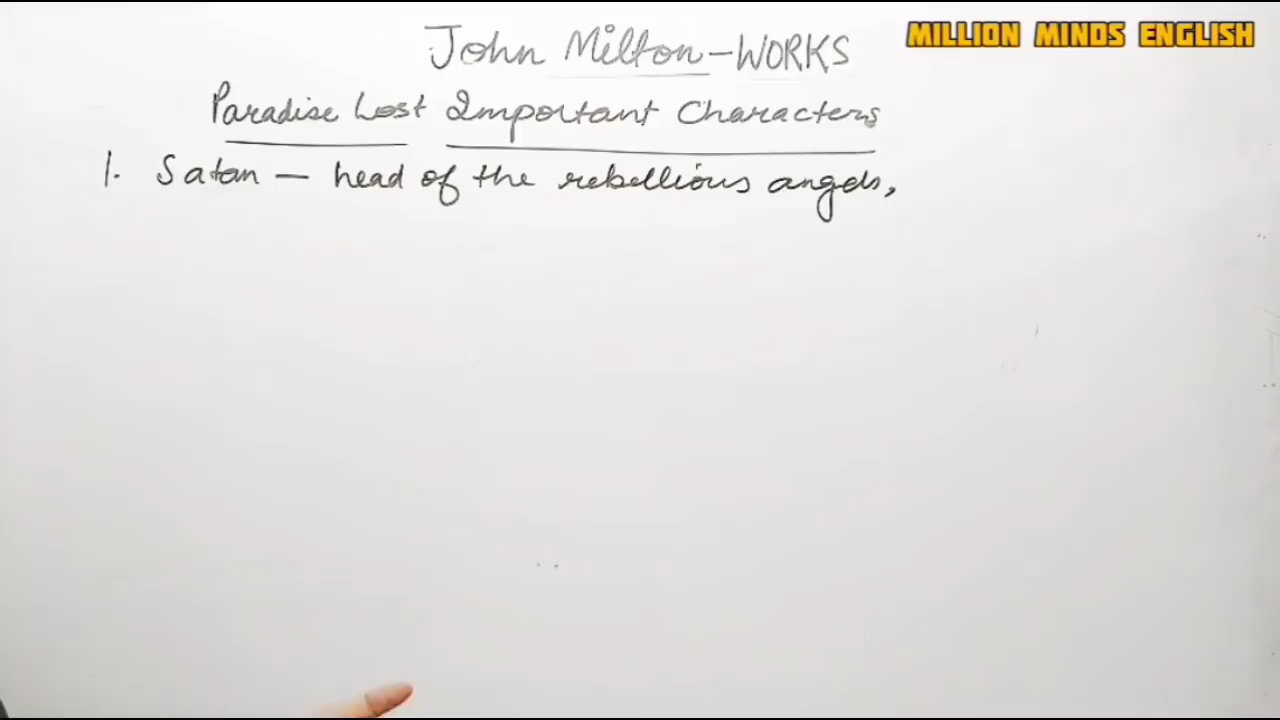 MILLION MINDS ENGLISH
John Milton - WORKS
Paradise Lost Important Characters
1. Satan — head of the rebellious angels,